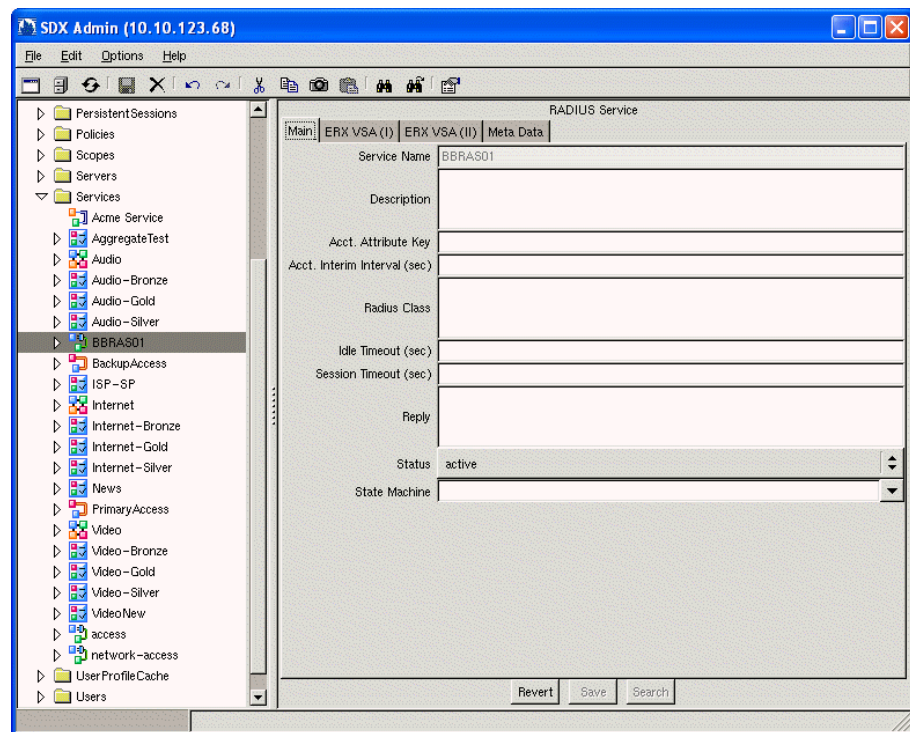 SDX Admin (10.10.123.68)
File Edit Options Help
PersistentSessions
Policies
Scopes
Servers
Services
Acme Service
AggregateTest
Audio
Audio-Bronze
Audio-Gold
Audio-Silver
BBRAS01
BackupAccess
ISP-SP
Internet
Internet-Bronze
Internet-Gold
Internet-Silver
News
PrimaryAccess
Video
Video-Bronze
Video-Gold
Video-Silver
VideoNew
access
network-access
UserProfileCache
Users
RADIUS Service
Main ERX VSA (I) ERX VSA (II) Meta Data
Service Name BBRAS01
Description
Acct. Attribute Key
Acct. Interim Interval (sec)
Radius Class
Idle Timeout (sec)
Session Timeout (sec)
Reply
Status active
State Machine
Revert Save Search